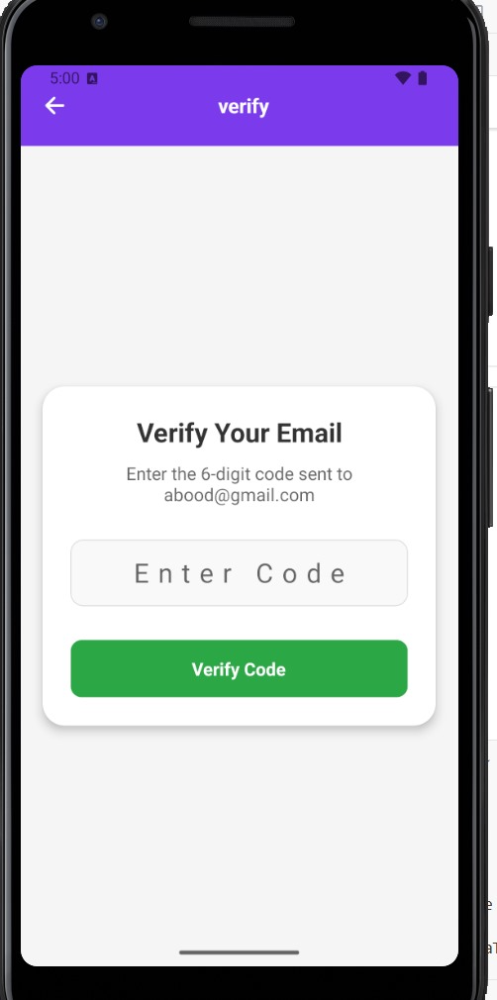 5:00
verify
Verify Your Email
Enter the 6-digit code sent to
abood@gmail.com
Enter Code
Verify Code